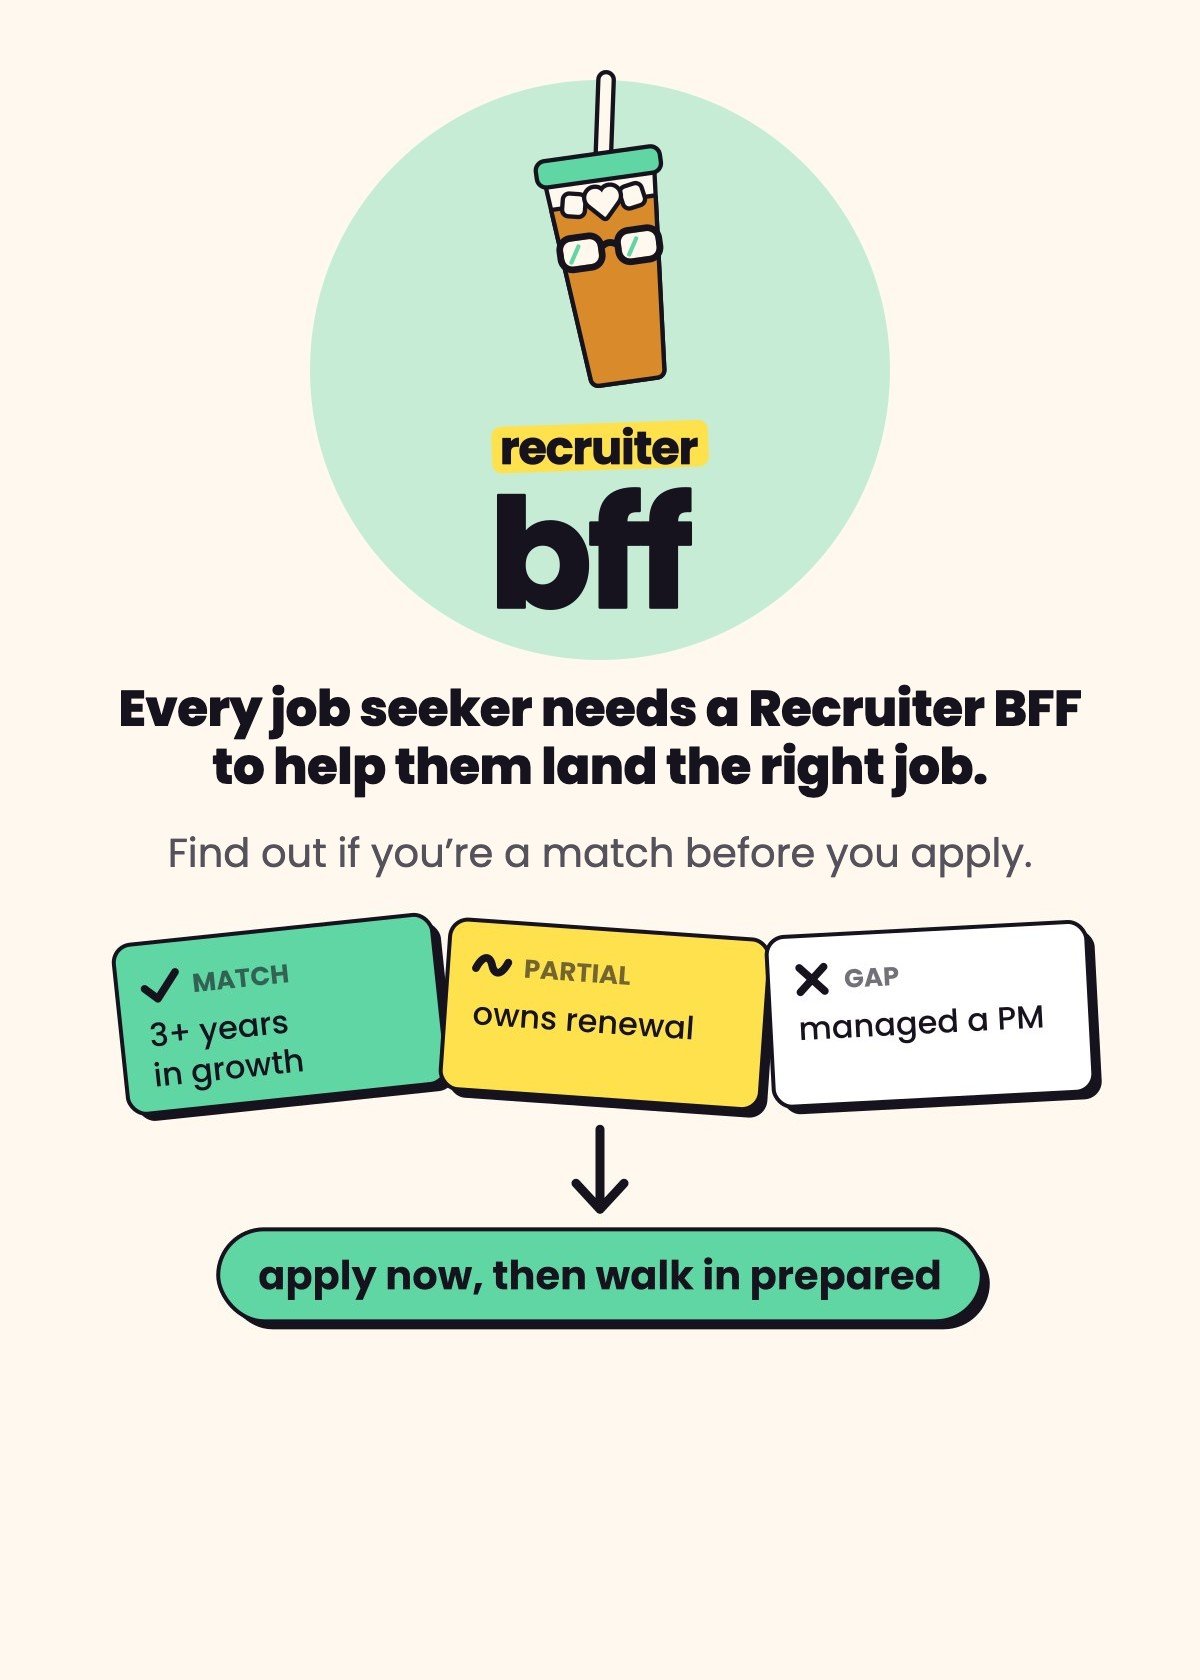 recruiter
bff
Every job seeker needs a Recruiter BFF
to help them land the right job.
Find out if you’re a match before you apply.
MATCH
3+ years
in growth
PARTIAL
owns renewal
GAP
managed a PM
apply now, then walk in prepared